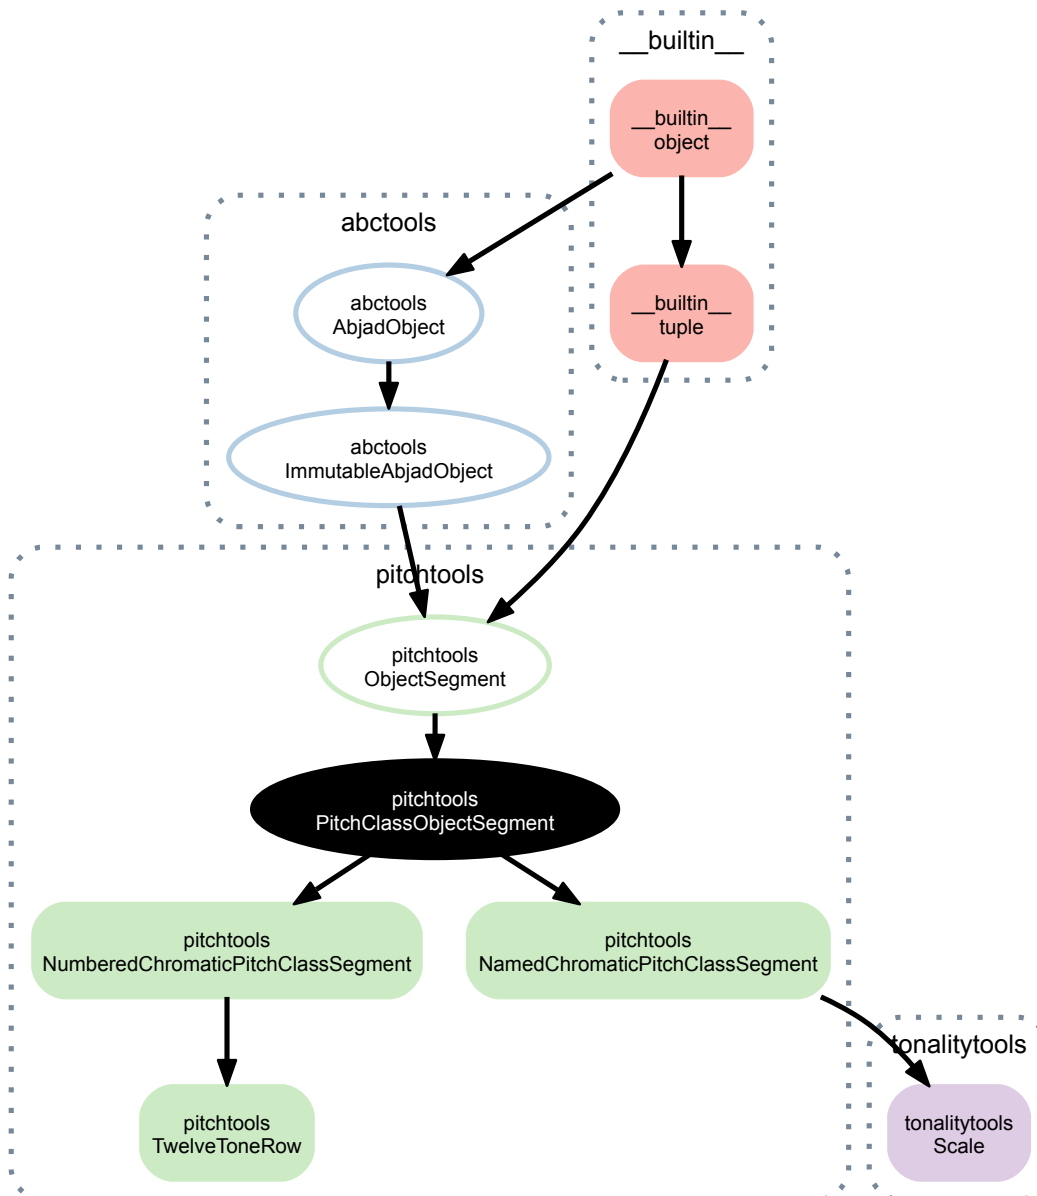 __builtin__
__builtin__
object
abctools
abctools
AbjadObject
__builtin__
tuple
abctools
ImmutableAbjadObject
pitchtools
pitchtools
ObjectSegment
pitchtools
PitchClassObjectSegment
pitchtools
NumberedChromaticPitchClassSegment
pitchtools
NamedChromaticPitchClassSegment
tonalitytools
pitchtools
TwelveToneRow
tonalitytools
Scale